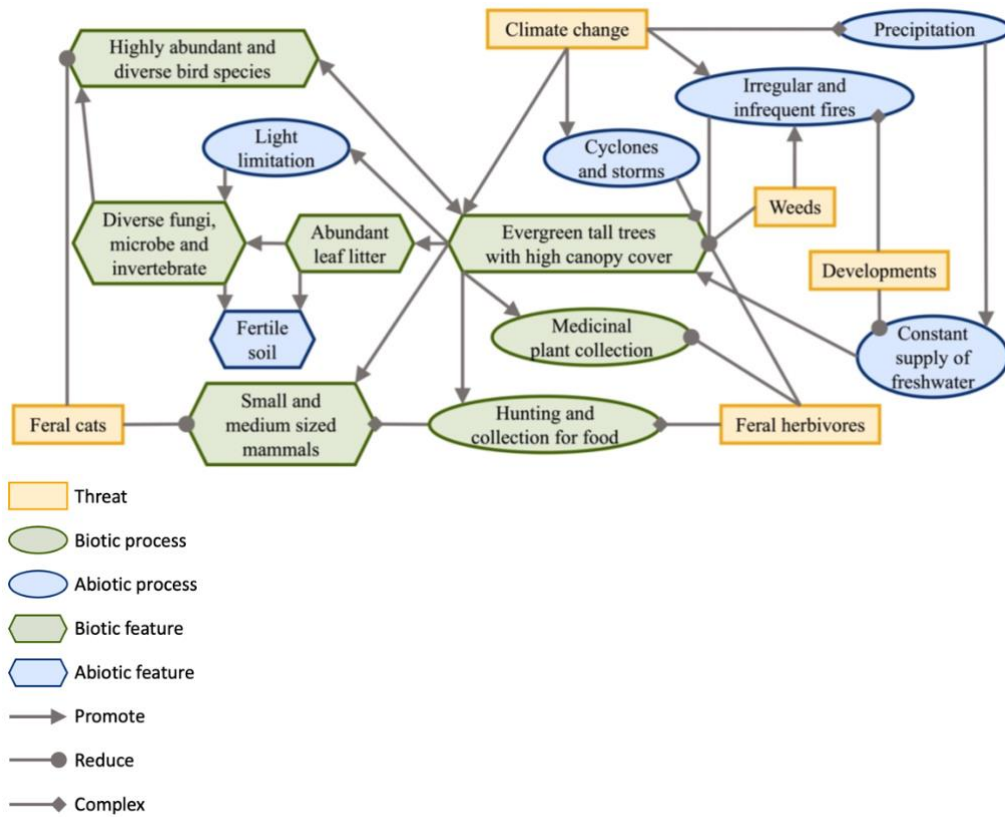 Highly abundant and
diverse bird species
Climate change
Precipitation
Irregular and
infrequent fires
Light
limitation
Cyclones
and storms
Weeds
Diverse fungi,
microbe and
invertebrate
Abundant
leaf litter
Evergreen tall trees
with high canopy cover
Developments
Fertile
soil
Medicinal
plant collection
Constant
supply of
freshwater
Feral cats
Small and
medium sized
mammals
Hunting and
collection for food
Feral herbivores
Threat
Biotic process
Abiotic process
Biotic feature
Abiotic feature
Promote
Reduce
Complex